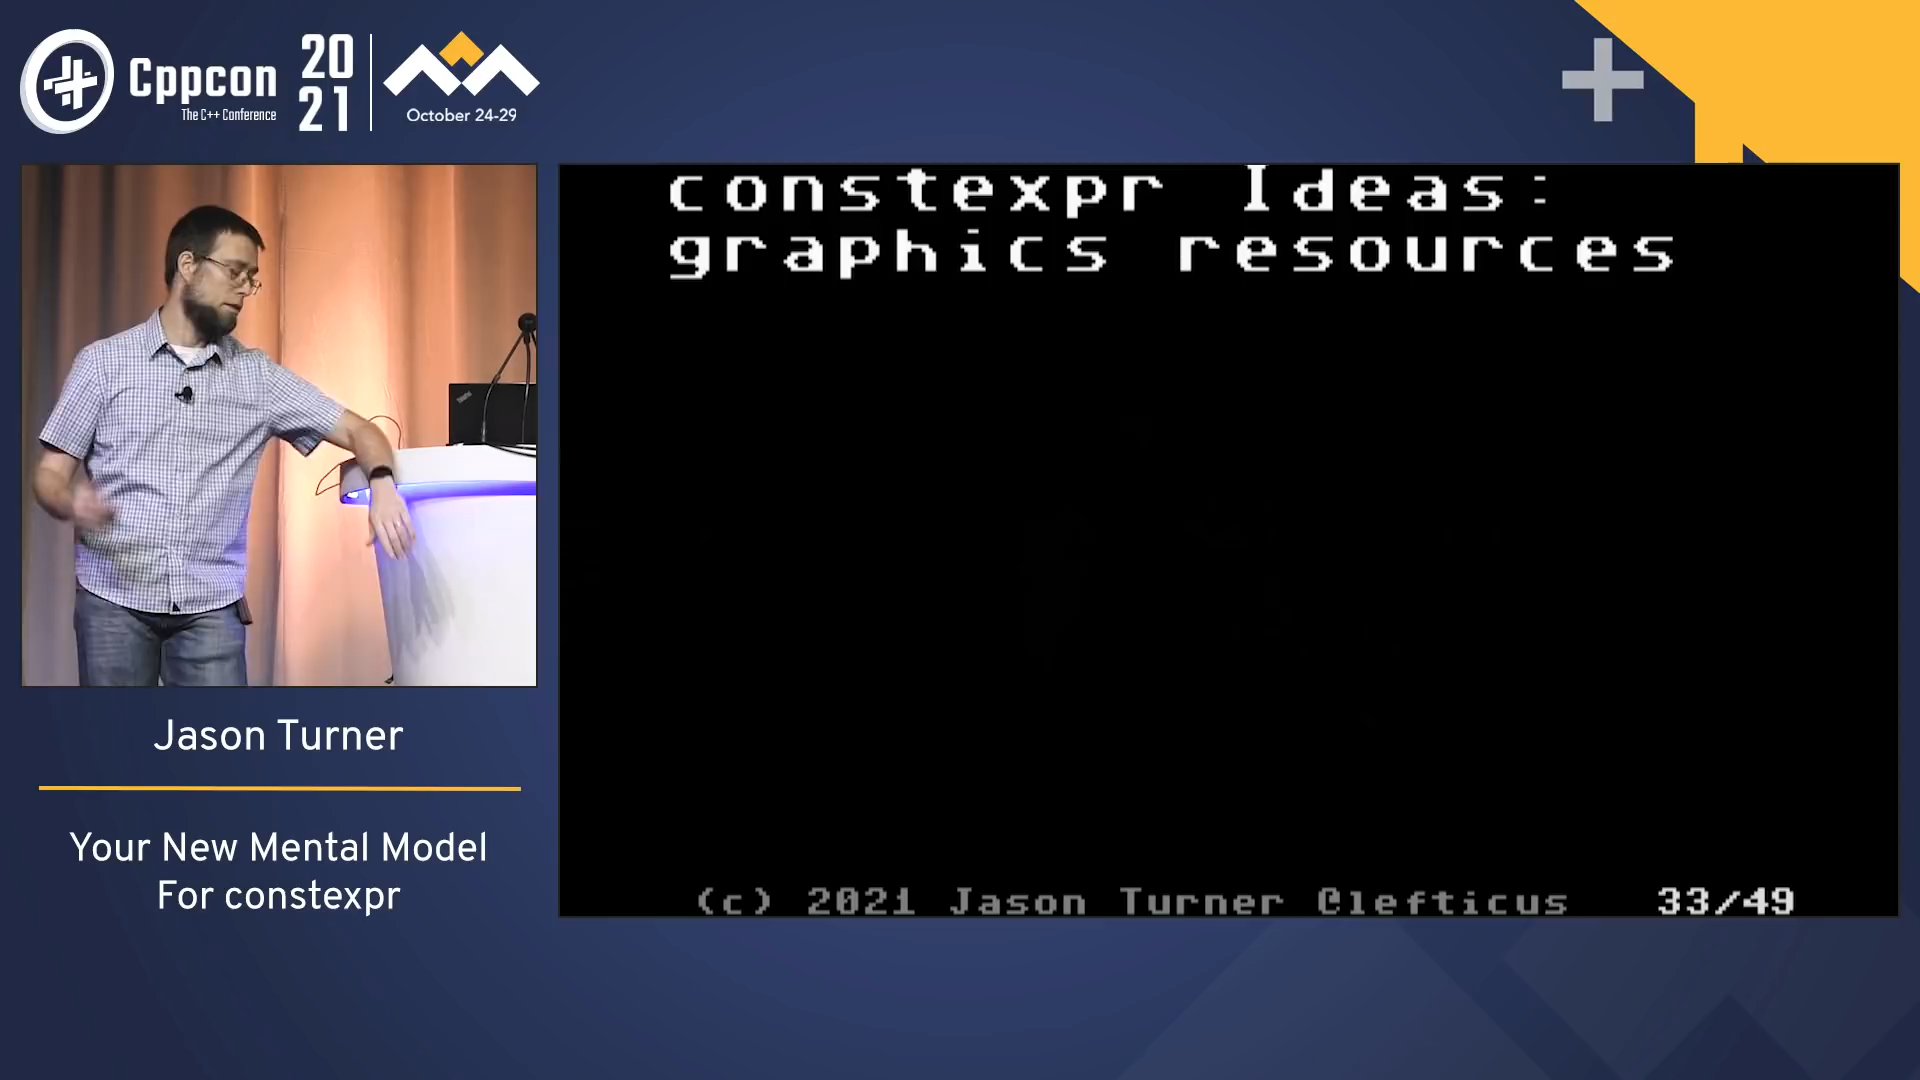 Cppcon
The C++ Conference
20
21
October 24-29
constexpr Ideas:
graphics resources
Jason Turner
Your New Mental Model
For constexpr
(c) 2021 Jason Turner @lefticus 33/49